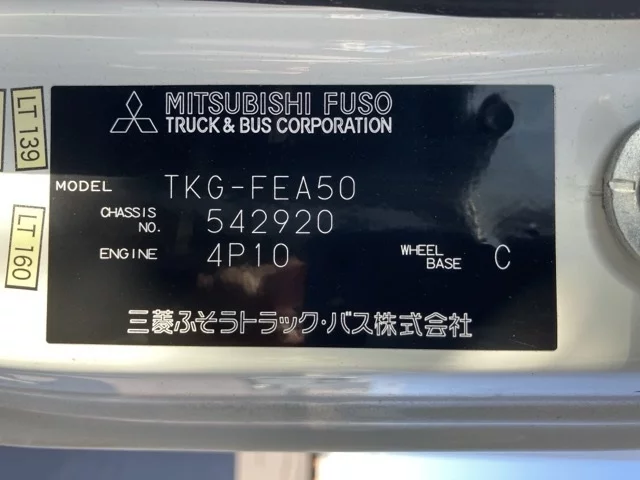 MITSUBISHI FUSO
TRUCK & BUS CORPORATION
LT 139
MODEL TKG-FEA50
CHASSIS NO. 542920
LT 160
ENGINE 4P10 WHEEL BASE C
三菱ふそうトラック・バス株式会社